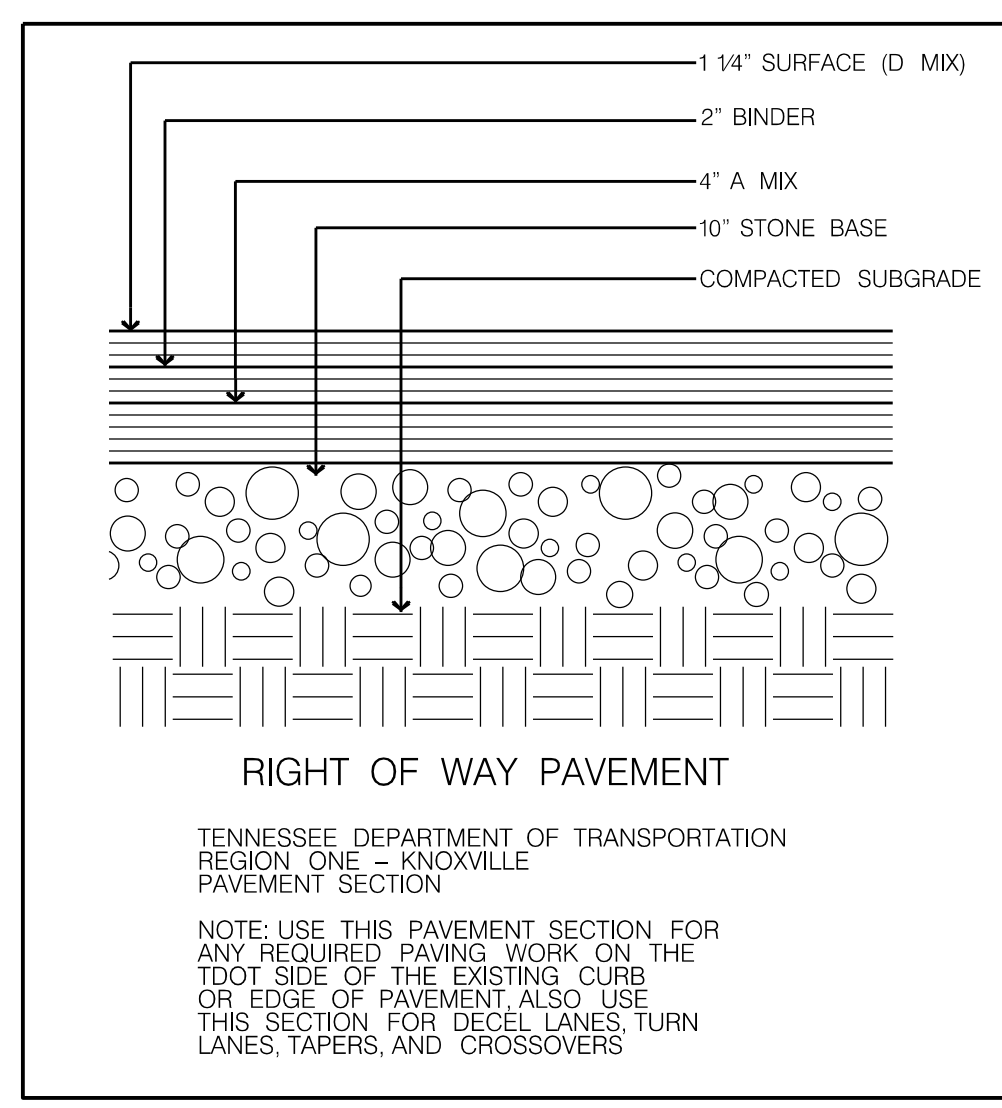 1 1/4" SURFACE (D MIX)
2" BINDER
4" A MIX
10" STONE BASE
COMPACTED SUBGRADE
RIGHT OF WAY PAVEMENT
TENNESSEE DEPARTMENT OF TRANSPORTATION
REGION ONE – KNOXVILLE
PAVEMENT SECTION
NOTE: USE THIS PAVEMENT SECTION FOR
ANY REQUIRED PAVING WORK ON THE
TDOT SIDE OF THE EXISTING CURB
OR EDGE OF PAVEMENT, ALSO USE
THIS SECTION FOR DECEL LANES, TURN
LANES, TAPERS, AND CROSSOVERS